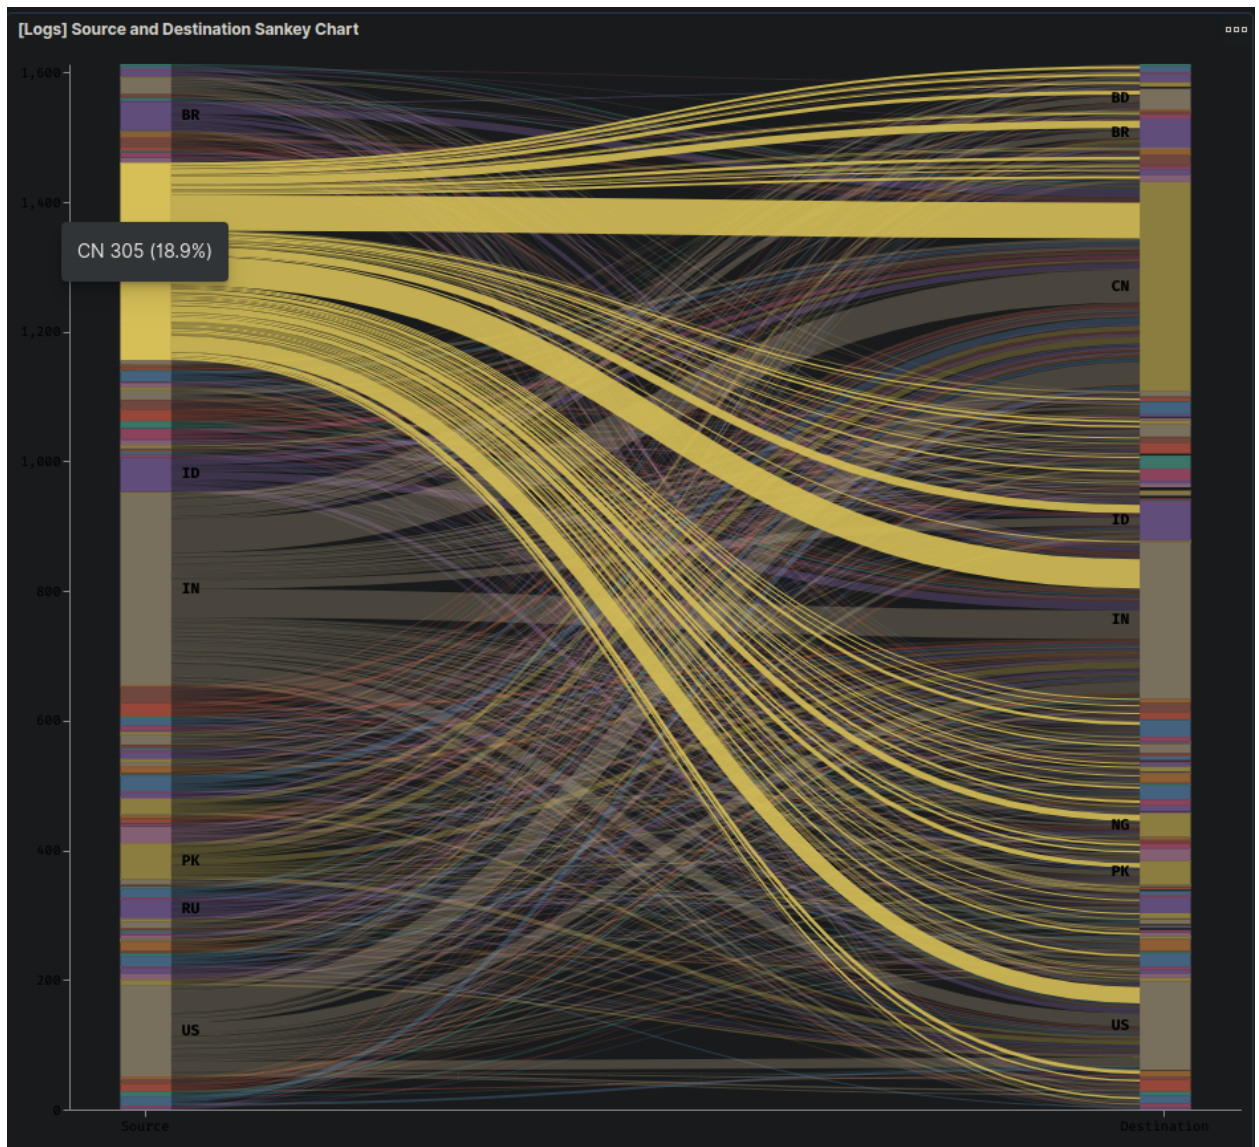 [Logs] Source and Destination Sankey Chart
1,600
BD
BR
BR
1,400
CN 305 (18.9%)
CN
1,200
1,000
ID
ID
800
IN
IN
600
NG
400
PK
PK
RU
200
US
US
0
Source
Destination